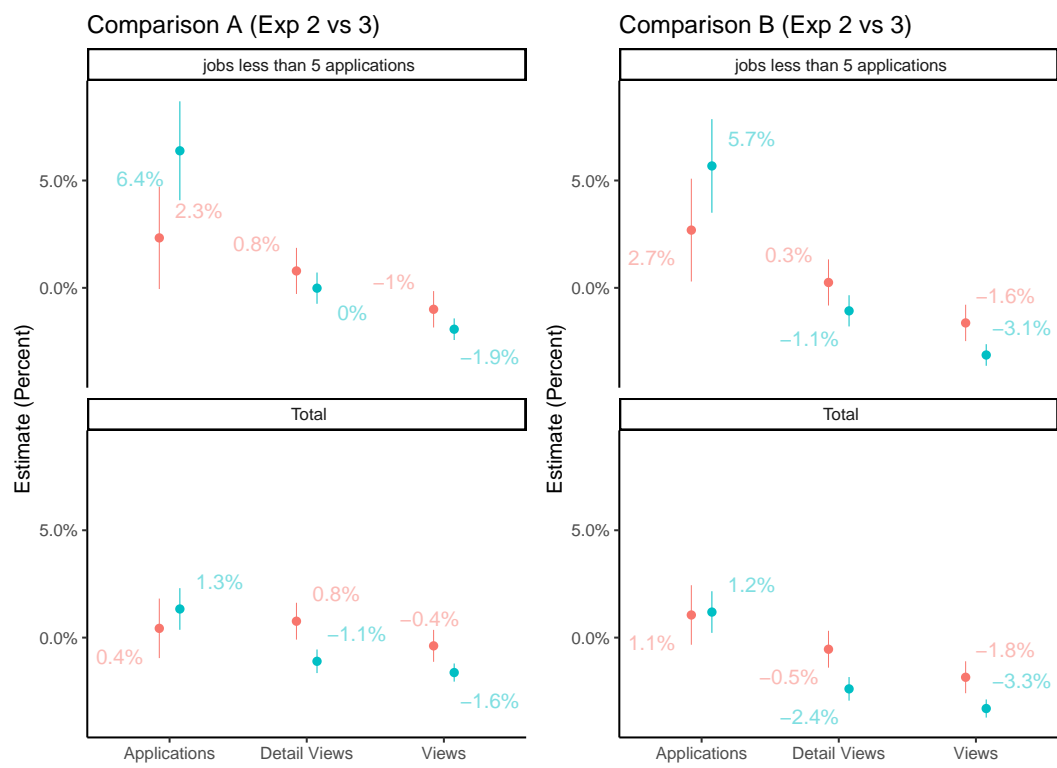 Comparison A (Exp 2 vs 3)
jobs less than 5 applications
5.0%
0.0%
6.4%
2.3%
0.8%
0%
−1%
−1.9%
Total
5.0%
0.0%
0.4%
1.3%
0.8%
−1.1%
−0.4%
−1.6%
Applications
Detail Views
Views
Estimate (Percent)
Comparison B (Exp 2 vs 3)
jobs less than 5 applications
5.0%
0.0%
2.7%
5.7%
0.3%
−1.1%
−1.6%
−3.1%
Total
5.0%
0.0%
1.1%
1.2%
−0.5%
−2.4%
−1.8%
−3.3%
Applications
Detail Views
Views
Estimate (Percent)